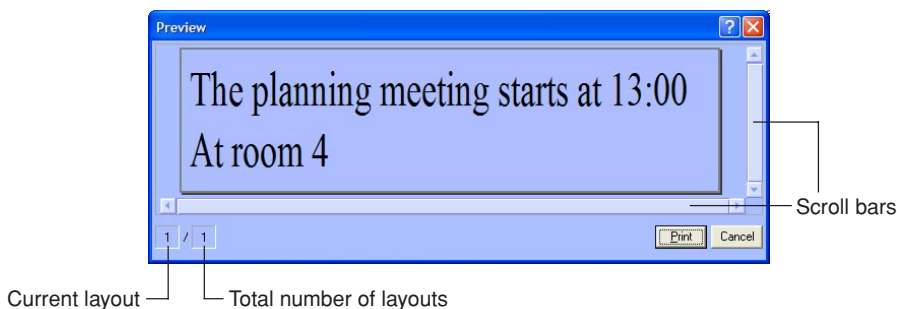 Preview
The planning meeting starts at 13:00
At room 4
Scroll bars
1 / 1
Print
Cancel
Current layout
Total number of layouts